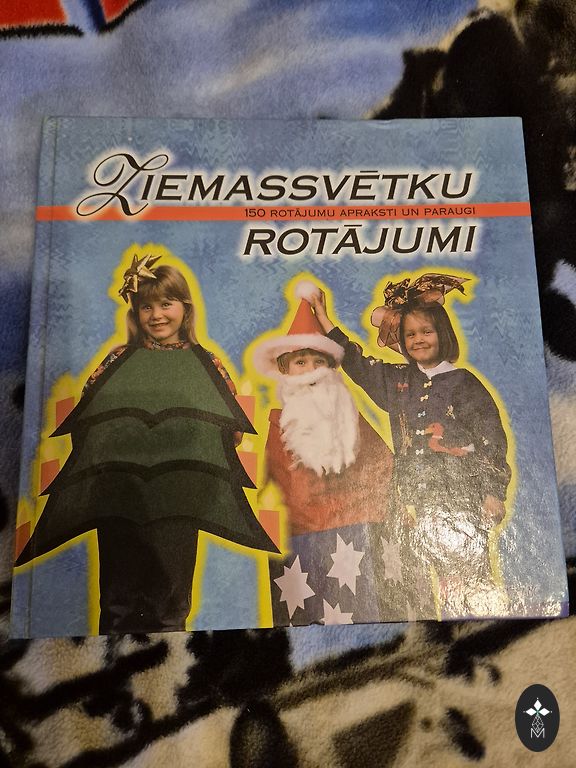 ZIEMASSVĒTKU
150 ROTĀJUMU APRAKSTI UN PARAUGI
ROTĀJUMI
M